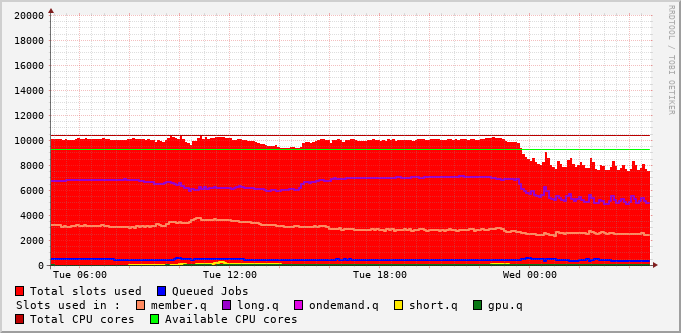 20000
18000
16000
14000
12000
10000
8000
6000
4000
2000
0
Tue 06:00 Tue 12:00 Tue 18:00 Wed 00:00
Total slots used Queued Jobs
Slots used in : member.q long.q ondemand.q short.q gpu.q
Total CPU cores Available CPU cores
RRDTOOL / TOBI OETIKER